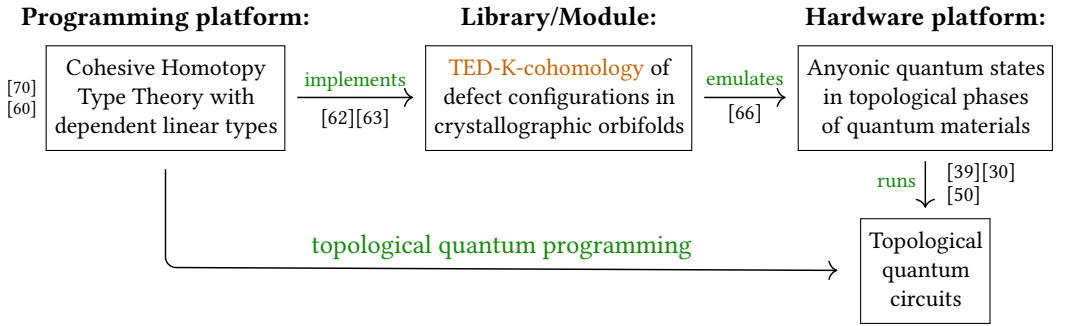 Programming platform:
Library/Module:
Hardware platform:
[70]
[60]
Cohesive Homotopy
Type Theory with
dependent linear types
implements
[62][63]
TED-K-cohomology of
defect configurations in
crystallographic orbifolds
emulates
[66]
Anyonic quantum states
in topological phases
of quantum materials
runs
[39][30]
[50]
topological quantum programming
Topological
quantum
circuits